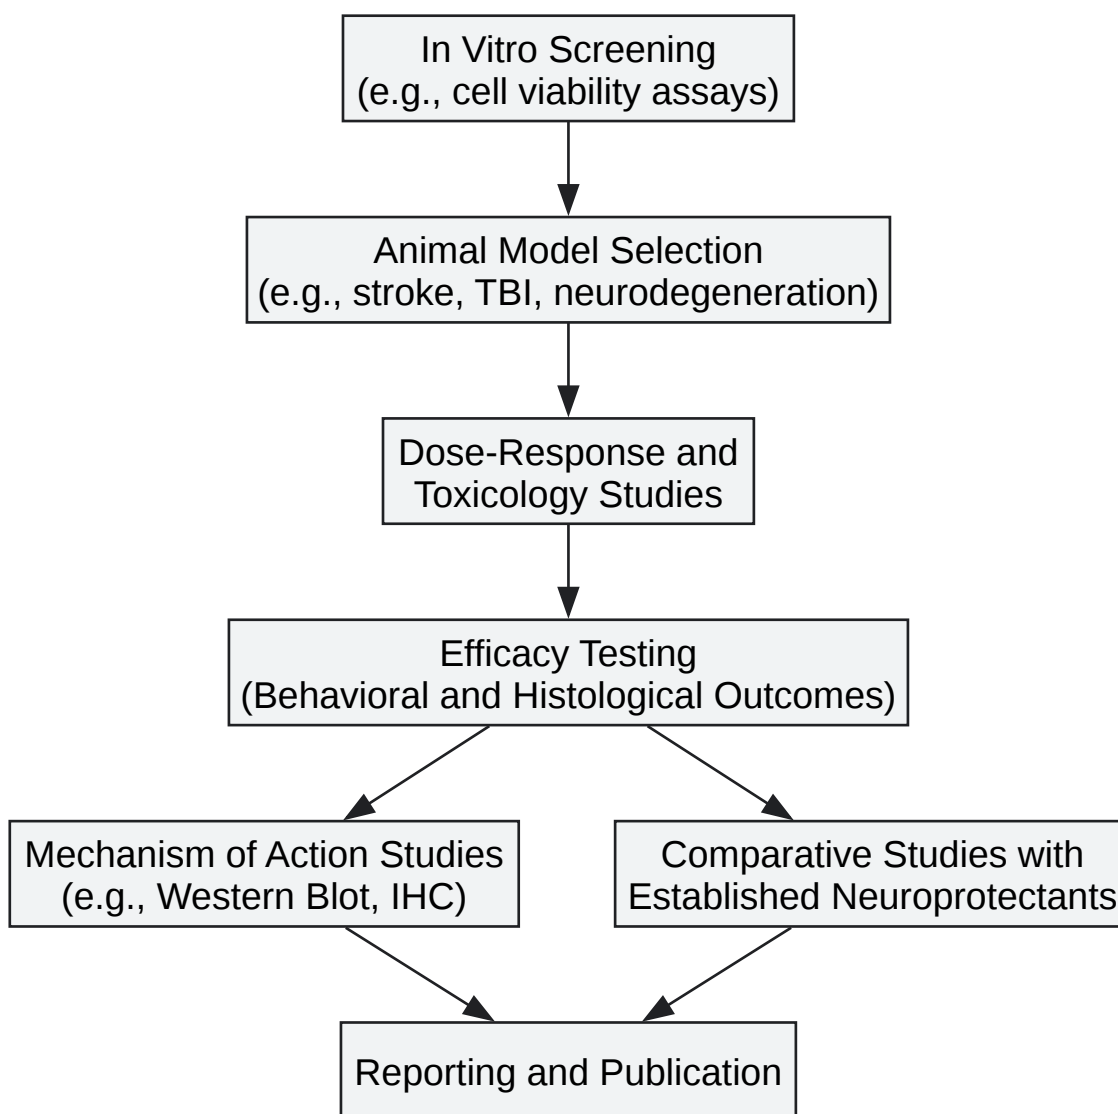 In Vitro Screening
(e.g., cell viability assays)
Animal Model Selection
(e.g., stroke, TBI, neurodegeneration)
Dose-Response and
Toxicology Studies
Efficacy Testing
(Behavioral and Histological Outcomes)
Mechanism of Action Studies
(e.g., Western Blot, IHC)
Comparative Studies with
Established Neuroprotectants
Reporting and Publication